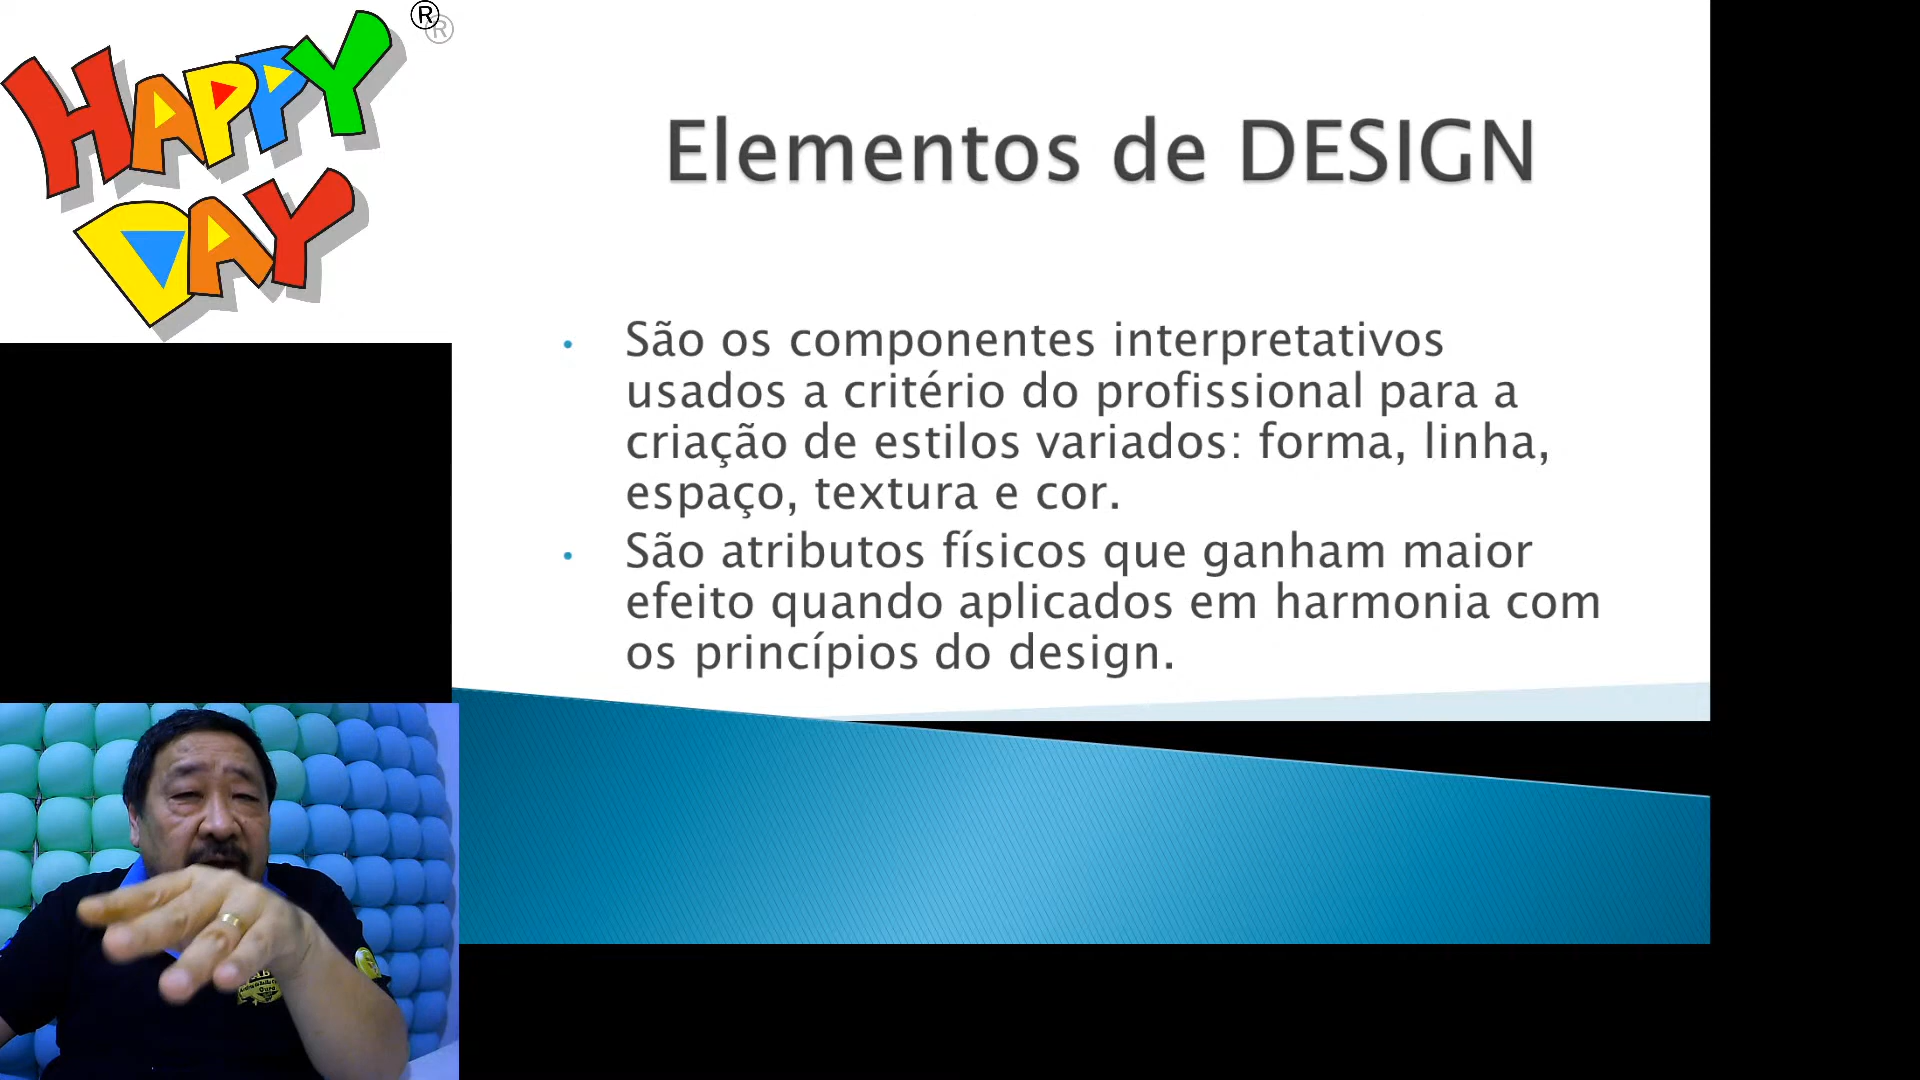 HAPPY ®
DAY
Elementos de DESIGN
• São os componentes interpretativos
usados a critério do profissional para a
criação de estilos variados: forma, linha,
espaço, textura e cor.
• São atributos físicos que ganham maior
efeito quando aplicados em harmonia com
os princípios do design.